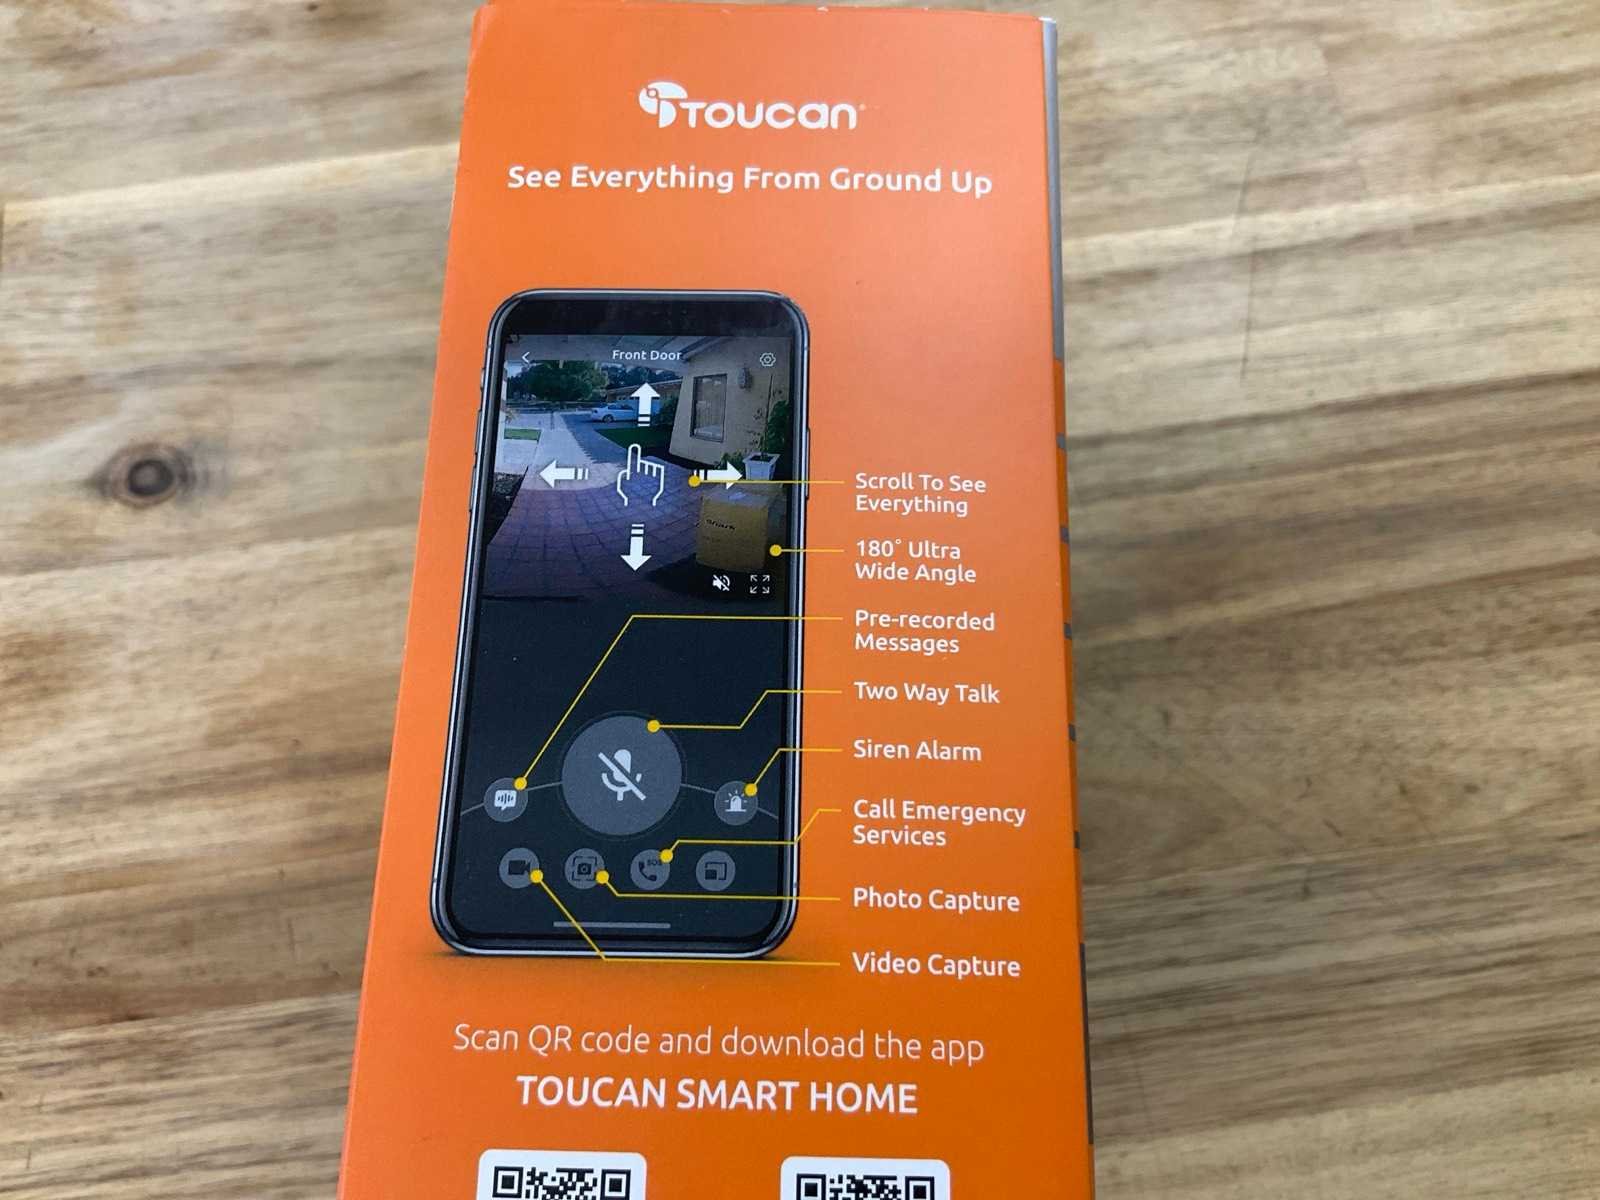 Toucan
See Everything From Ground Up
Front Door
Scroll To See
Everything
180° Ultra
Wide Angle
Pre-recorded
Messages
Two Way Talk
Siren Alarm
SOS
Call Emergency
Services
Photo Capture
Video Capture
Scan QR code and download the app
TOUCAN SMART HOME